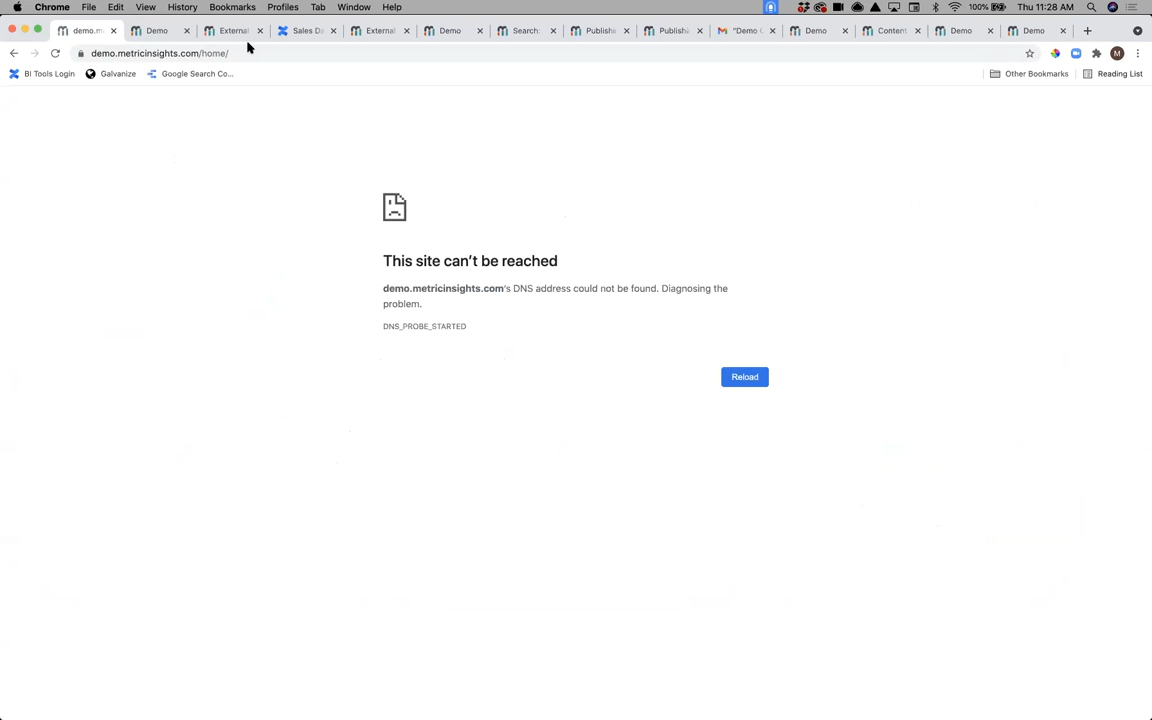 Chrome File Edit View History Bookmarks Profiles Tab Window Help 100% Thu 11:28 AM
demo.m Demo External Sales Da External Demo Search: Publishe Publishi "Demo C Demo Content Demo Demo
demo.metricinsights.com/home/ M
BI Tools Login Galvanize Google Search Co... Other Bookmarks Reading List
This site can't be reached
demo.metricinsights.com's DNS address could not be found. Diagnosing the
problem.
DNS_PROBE_STARTED
Reload